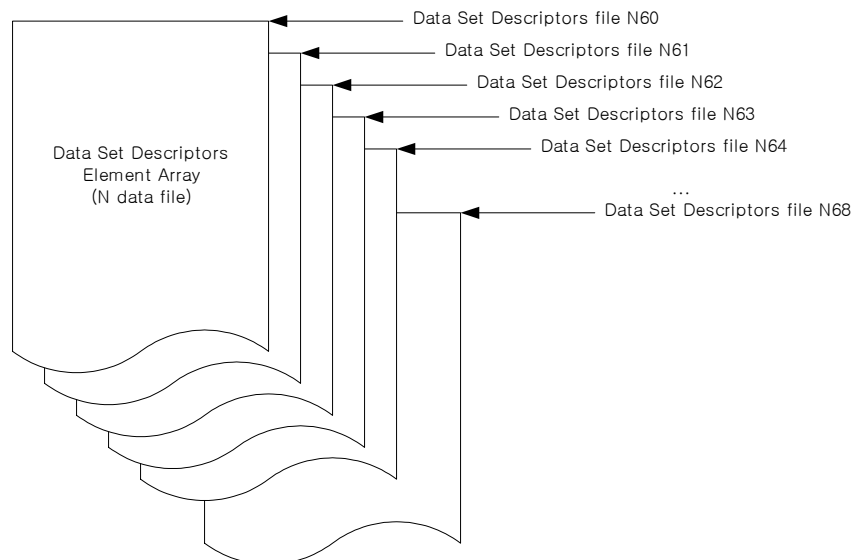 Data Set Descriptors file N60
Data Set Descriptors file N61
Data Set Descriptors file N62
Data Set Descriptors file N63
Data Set Descriptors file N64
...
Data Set Descriptors file N68
Data Set Descriptors
Element Array
(N data file)